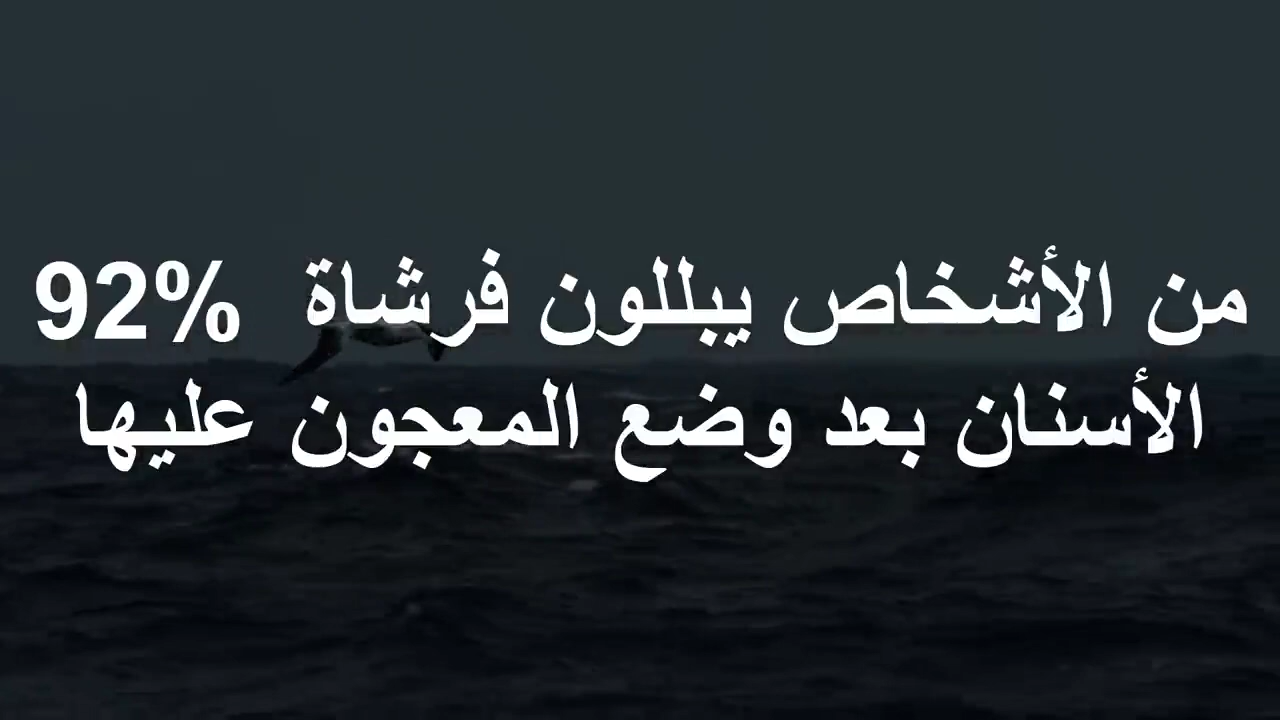 من الأشخاص يبللون فرشاة  92%
الأسنان بعد وضع المعجون عليها